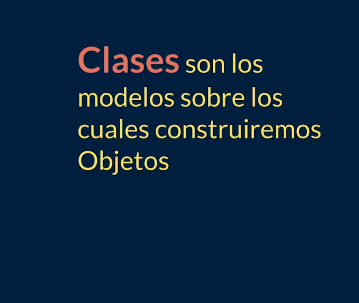 Clases son los
modelos sobre los
cuales construiremos
Objetos